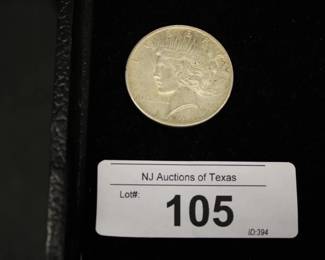 NJ Auctions of Texas
Lot#:
105
ID:394